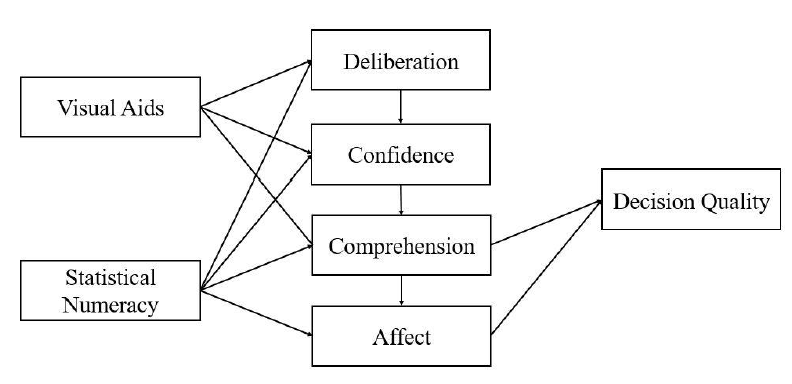 Visual Aids
Statistical
Numeracy
Deliberation
Confidence
Comprehension
Affect
Decision Quality